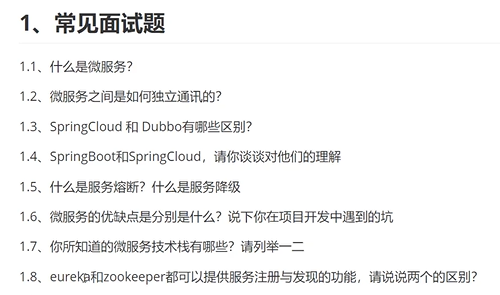 1、常见面试题
1.1、什么是微服务？
1.2、微服务之间是如何独立通讯的？
1.3、SpringCloud 和 Dubbo有哪些区别？
1.4、SpringBoot和SpringCloud，请你谈谈对他们的理解
1.5、什么是服务熔断？什么是服务降级
1.6、微服务的优缺点是分别是什么？说下你在项目开发中遇到的坑
1.7、你所知道的微服务技术栈有哪些？请列举一二
1.8、eureka和zookeeper都可以提供服务注册与发现的功能，请说说两个的区别？